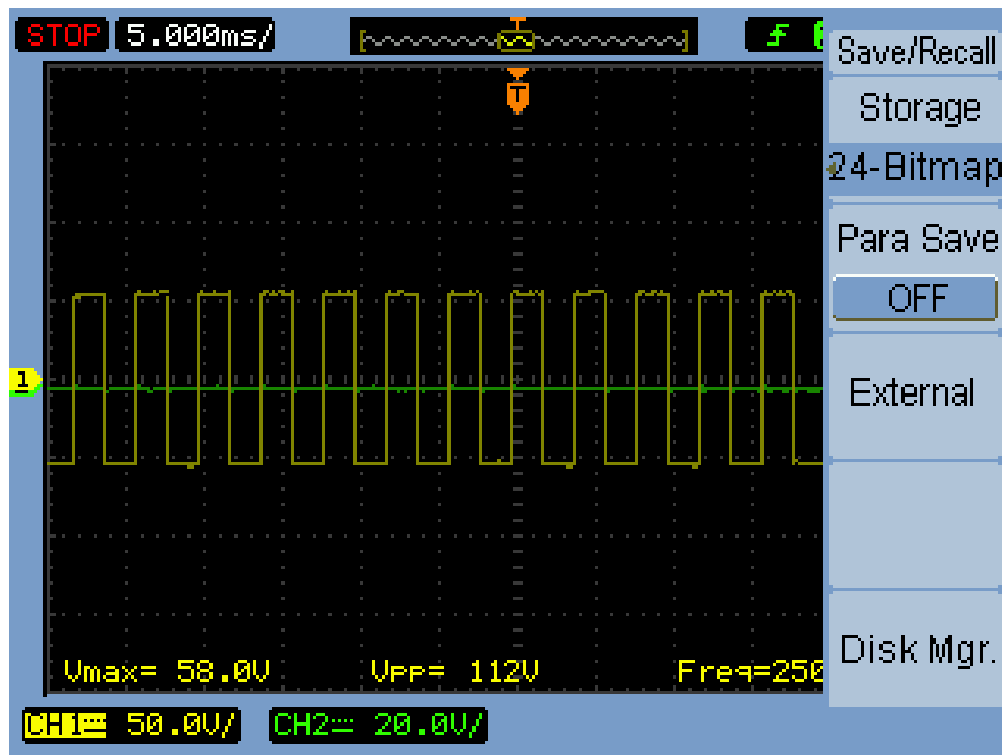 STOP 5.000ms/
T
Save/Recall
Storage
24-Bitmap
Para Save
OFF
1
External
Vmax= 58.0V Vpp= 112V Freq=250
Disk Mgr.
CH1 50.0V/ CH2 20.0V/